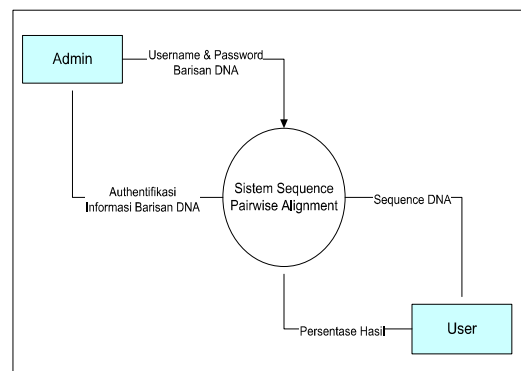 Admin
Username & Password
Barisan DNA
Authentifikasi
Informasi Barisan DNA
Sistem Sequence
Pairwise Alignment
Sequence DNA
Persentase Hasil
User